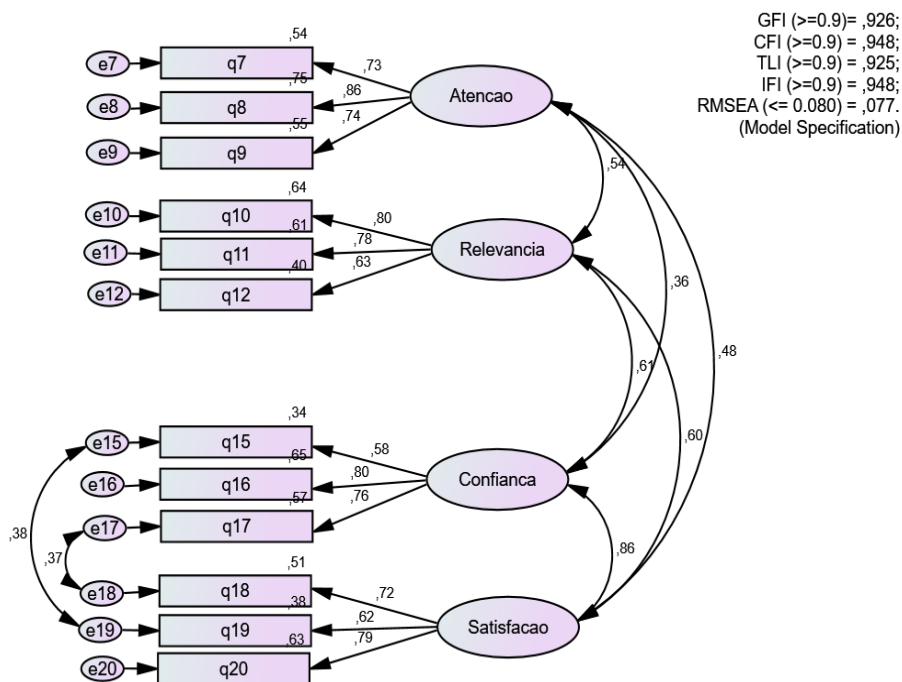 GFI (>=0.9)= ,926;
CFI (>=0.9) = ,948;
TLI (>=0.9) = ,925;
IFI (>=0.9) = ,948;
RMSEA (<= 0.080) = ,077.
(Model Specification)
,54
e7 q7 ,73
Atencao
,75
e8 q8 ,86
,55
e9 q9 ,74
,54
,64
e10 q10 ,80
Relevancia
,61
e11 q11 ,78
,40
e12 q12 ,63
,36
,48
,61
,60
,34
e15 q15 ,58
,65
e16 q16 ,80
Confianca
,57
e17 q17 ,76
,38
,37
,86
,51
e18 q18 ,72
,38
e19 q19 ,62
Satisfacao
,63
e20 q20 ,79